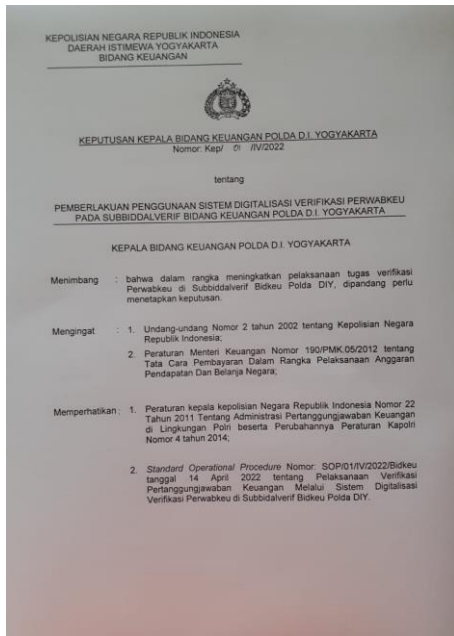 KEPOLISIAN NEGARA REPUBLIK INDONESIA
DAERAH ISTIMEWA YOGYAKARTA
BIDANG KEUANGAN
KEPUTUSAN KEPALA BIDANG KEUANGAN POLDA D.I. YOGYAKARTA
Nomor: Kep/ 01 /IV/2022
tentang
PEMBERLAKUAN PENGGUNAAN SISTEM DIGITALISASI VERIFIKASI PERWABKEU
PADA SUBBIDDALVERIF BIDANG KEUANGAN POLDA D.I. YOGYAKARTA
KEPALA BIDANG KEUANGAN POLDA D.I. YOGYAKARTA
Menimbang : bahwa dalam rangka meningkatkan pelaksanaan tugas verifikasi
Perwabkeu di Subbiddalverif Bidkeu Polda DIY, dipandang perlu
menetapkan keputusan.
Mengingat : 1. Undang-undang Nomor 2 tahun 2002 tentang Kepolisian Negara
Republik Indonesia;
2. Peraturan Menteri Keuangan Nomor 190/PMK.05/2012 tentang
Tata Cara Pembayaran Dalam Rangka Pelaksanaan Anggaran
Pendapatan Dan Belanja Negara;
Memperhatikan : 1. Peraturan kepala kepolisian Negara Republik Indonesia Nomor 22
Tahun 2011 Tentang Administrasi Pertanggungjawaban Keuangan
di Lingkungan Polri beserta Perubahannya Peraturan Kapolri
Nomor 4 tahun 2014;
2. Standard Operational Procedure Nomor: SOP/01/IV/2022/Bidkeu
tanggal 14 April 2022 tentang Pelaksanaan Verifikasi
Pertanggungjawaban Keuangan Melalui Sistem Digitalisasi
Verifikasi Perwabkeu di Subbidalverif Bidkeu Polda DIY.